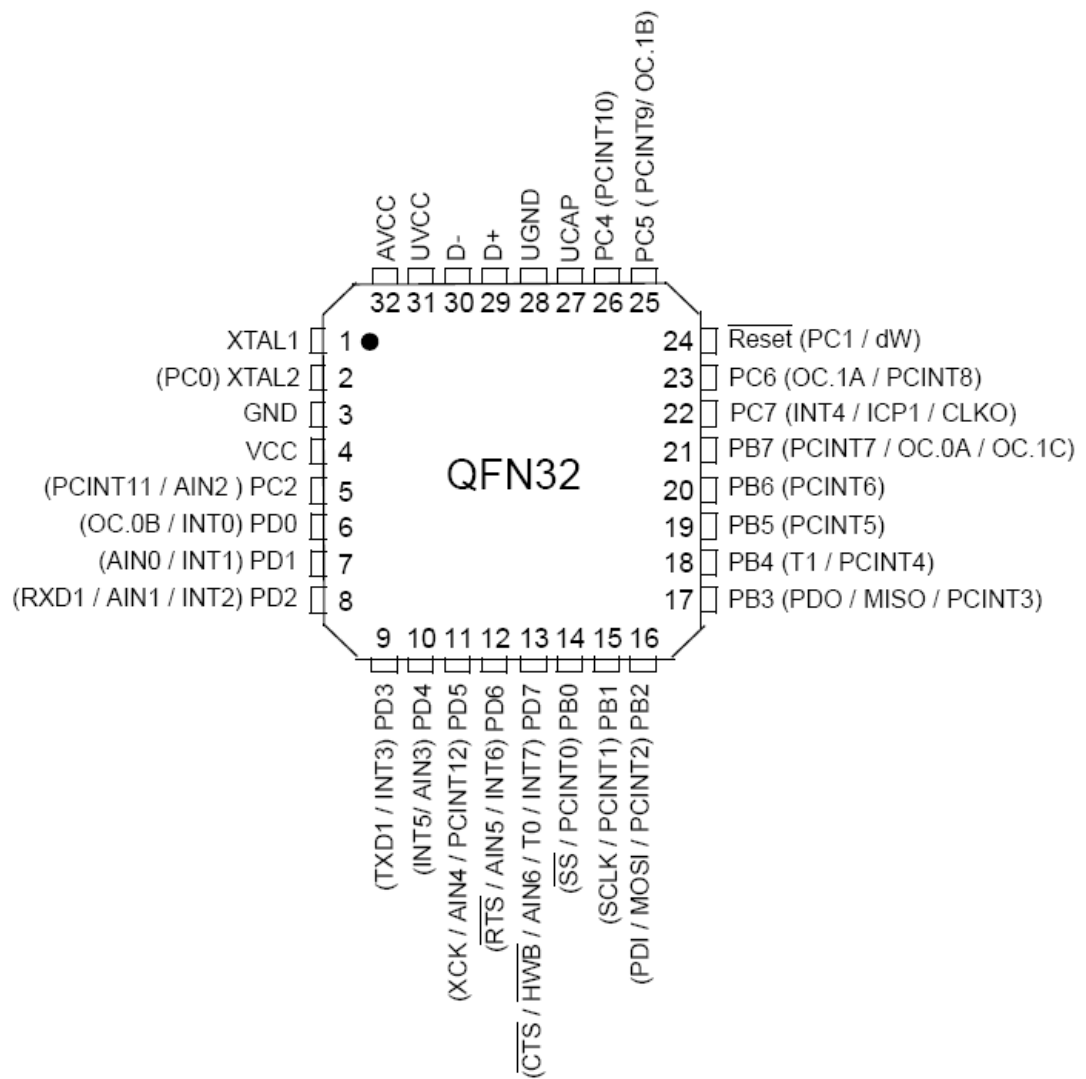 AVCC
UVCC
D-
D+
UGND
UCAP
PC4 (PCINT10)
PC5 ( PCINT9/ OC.1B)
32 31 30 29 28 27 26 25
XTAL1 1
(PC0) XTAL2 2
GND 3
VCC 4
(PCINT11 / AIN2 ) PC2 5
(OC.0B / INT0) PD0 6
(AIN0 / INT1) PD1 7
(RXD1 / AIN1 / INT2) PD2 8
QFN32
24 Reset (PC1 / dW)
23 PC6 (OC.1A / PCINT8)
22 PC7 (INT4 / ICP1 / CLKO)
21 PB7 (PCINT7 / OC.0A / OC.1C)
20 PB6 (PCINT6)
19 PB5 (PCINT5)
18 PB4 (T1 / PCINT4)
17 PB3 (PDO / MISO / PCINT3)
9 10 11 12 13 14 15 16
(TXD1 / INT3) PD3
(INT5/ AIN3) PD4
(XCK / AIN4 / PCINT12) PD5
(RTS / AIN5 / INT6) PD6
(CTS / HWB / AIN6 / T0 / INT7) PD7
(SS / PCINT0) PB0
(SCLK / PCINT1) PB1
(PDI / MOSI / PCINT2) PB2